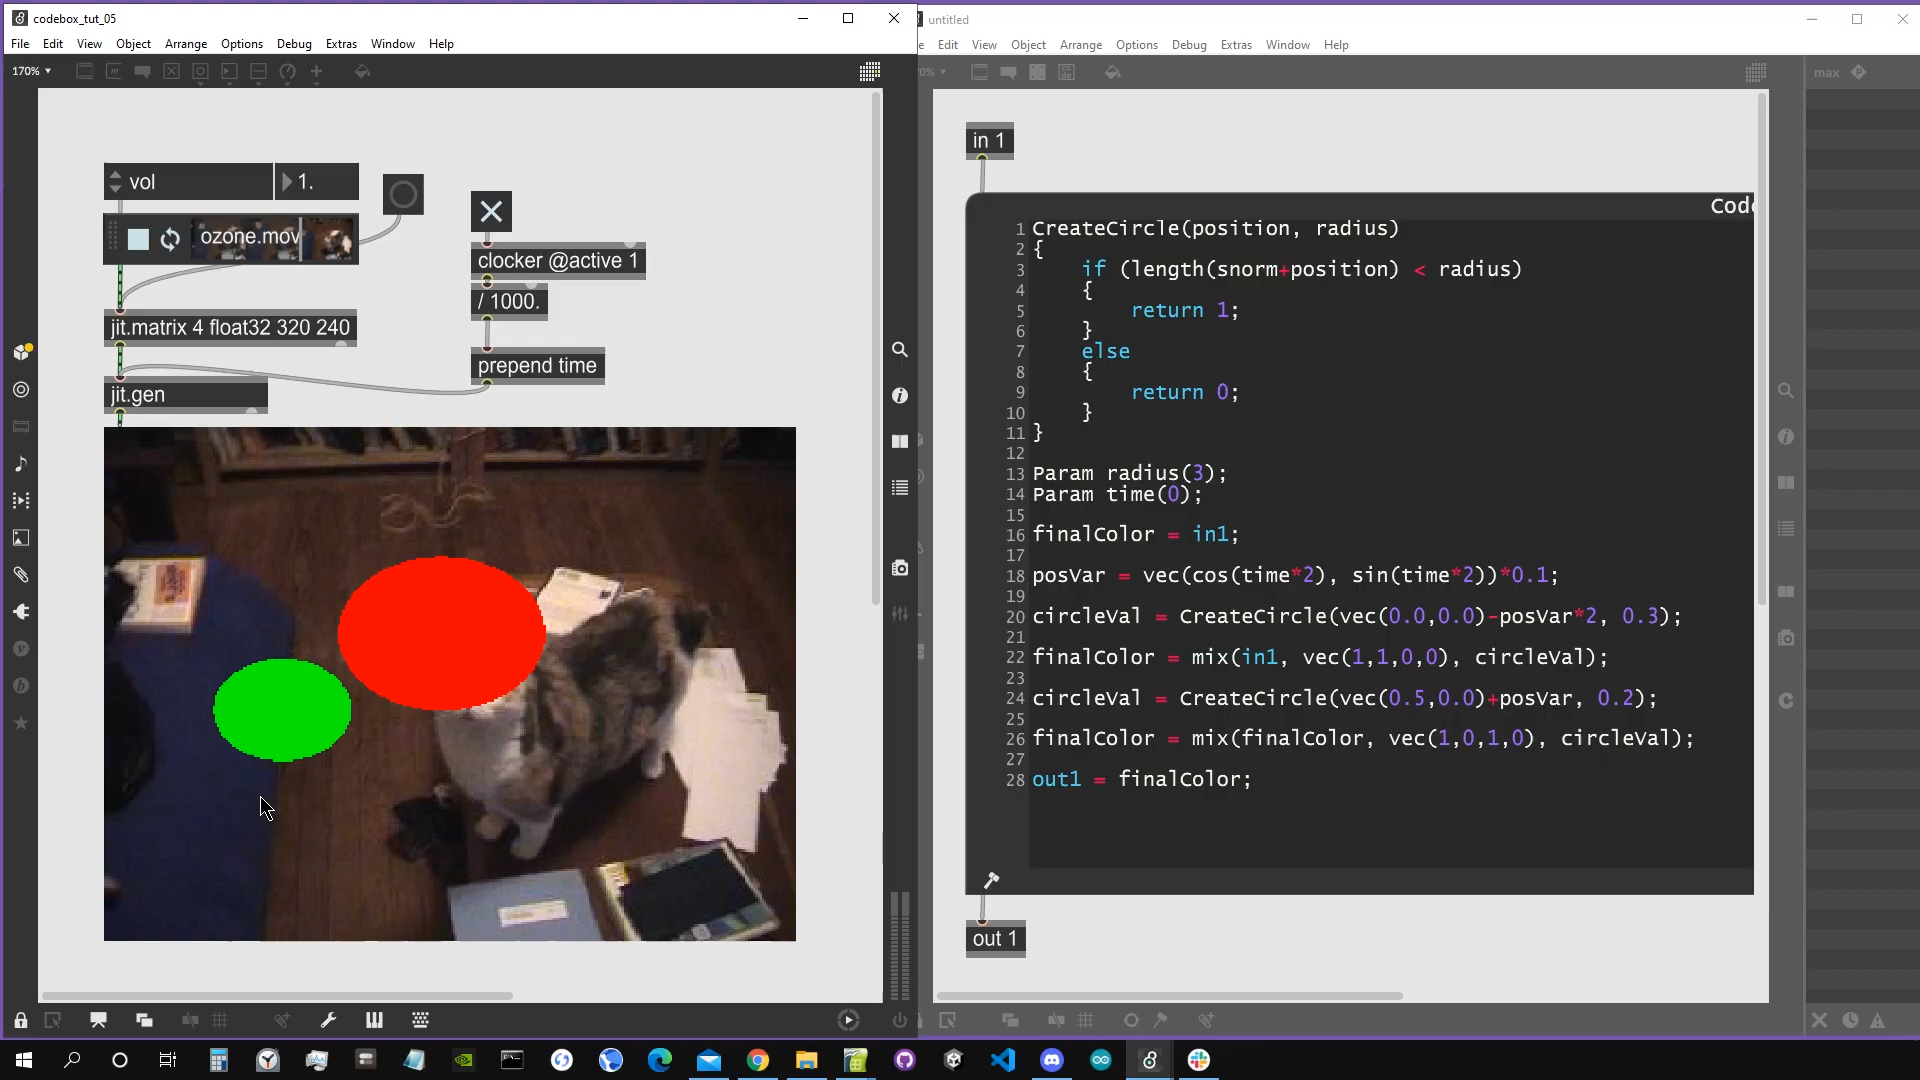 codebox_tut_05
File Edit View Object Arrange Options Debug Extras Window Help
170%
vol
1.
ozone.mov
clocker @active 1
/ 1000.
jit.matrix 4 float32 320 240
prepend time
jit.gen
untitled
e Edit View Object Arrange Options Debug Extras Window Help
0%
max
in 1
Code
1 CreateCircle(position, radius)
2 {
3 if (length(snorm+position) < radius)
4 {
5 return 1;
6 }
7 else
8 {
9 return 0;
10 }
11 }
12
13 Param radius(3);
14 Param time(0);
15
16 finalColor = in1;
17
18 posVar = vec(cos(time*2), sin(time*2))*0.1;
19
20 circleVal = CreateCircle(vec(0.0,0.0)-posVar*2, 0.3);
21
22 finalColor = mix(in1, vec(1,1,0,0), circleVal);
23
24 circleVal = CreateCircle(vec(0.5,0.0)+posVar, 0.2);
25
26 finalColor = mix(finalColor, vec(1,0,1,0), circleVal);
27
28 out1 = finalColor;
out 1